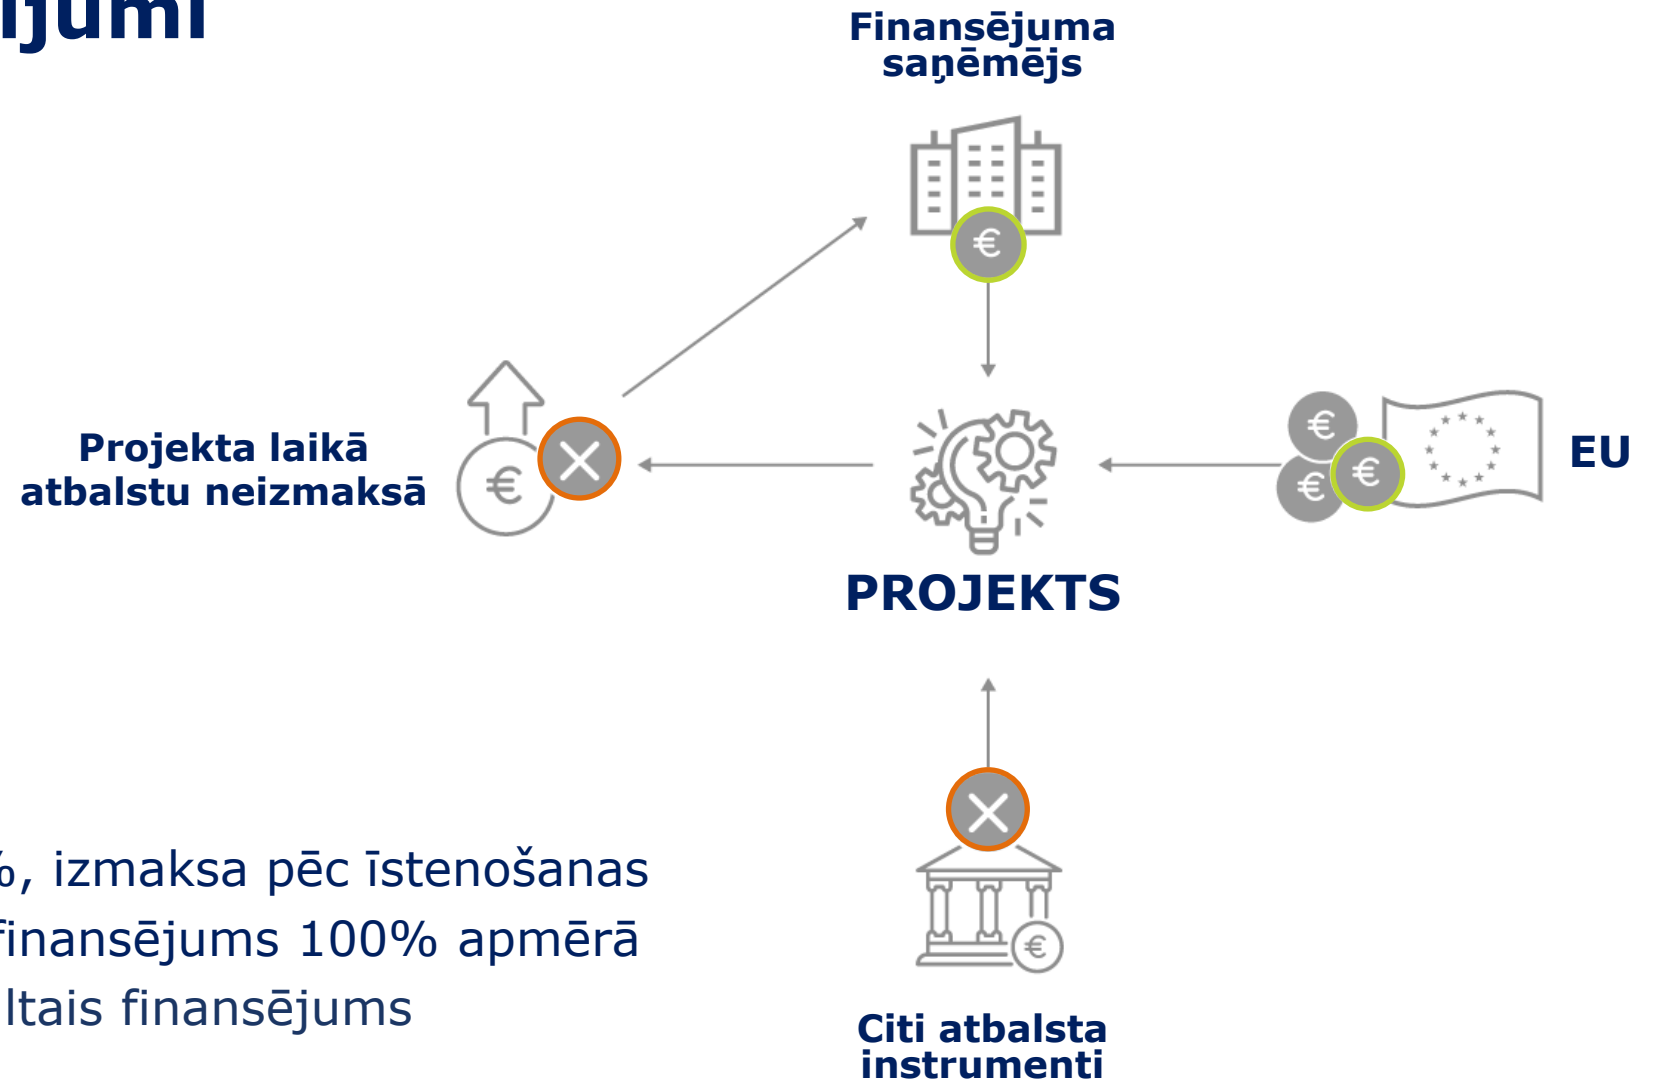 ījumi
Finansējuma
saņēmējs
Projekta laikā
atbalstu neizmaksā
EU
PROJEKTS
%, izmaksa pēc īstenošanas
finansējums 100% apmērā
ltais finansējums
Citi atbalsta
instrumenti